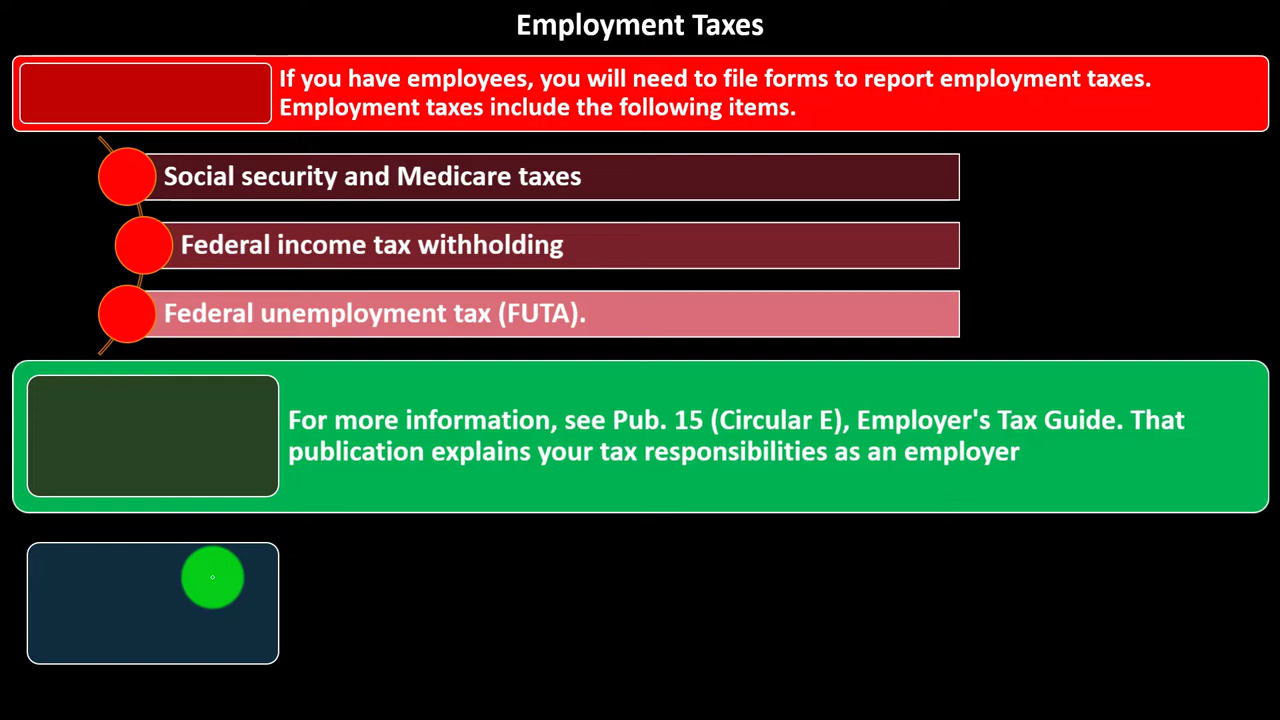 Employment Taxes
If you have employees, you will need to file forms to report employment taxes.
Employment taxes include the following items.
Social security and Medicare taxes
Federal income tax withholding
Federal unemployment tax (FUTA).
For more information, see Pub. 15 (Circular E), Employer's Tax Guide. That
publication explains your tax responsibilities as an employer